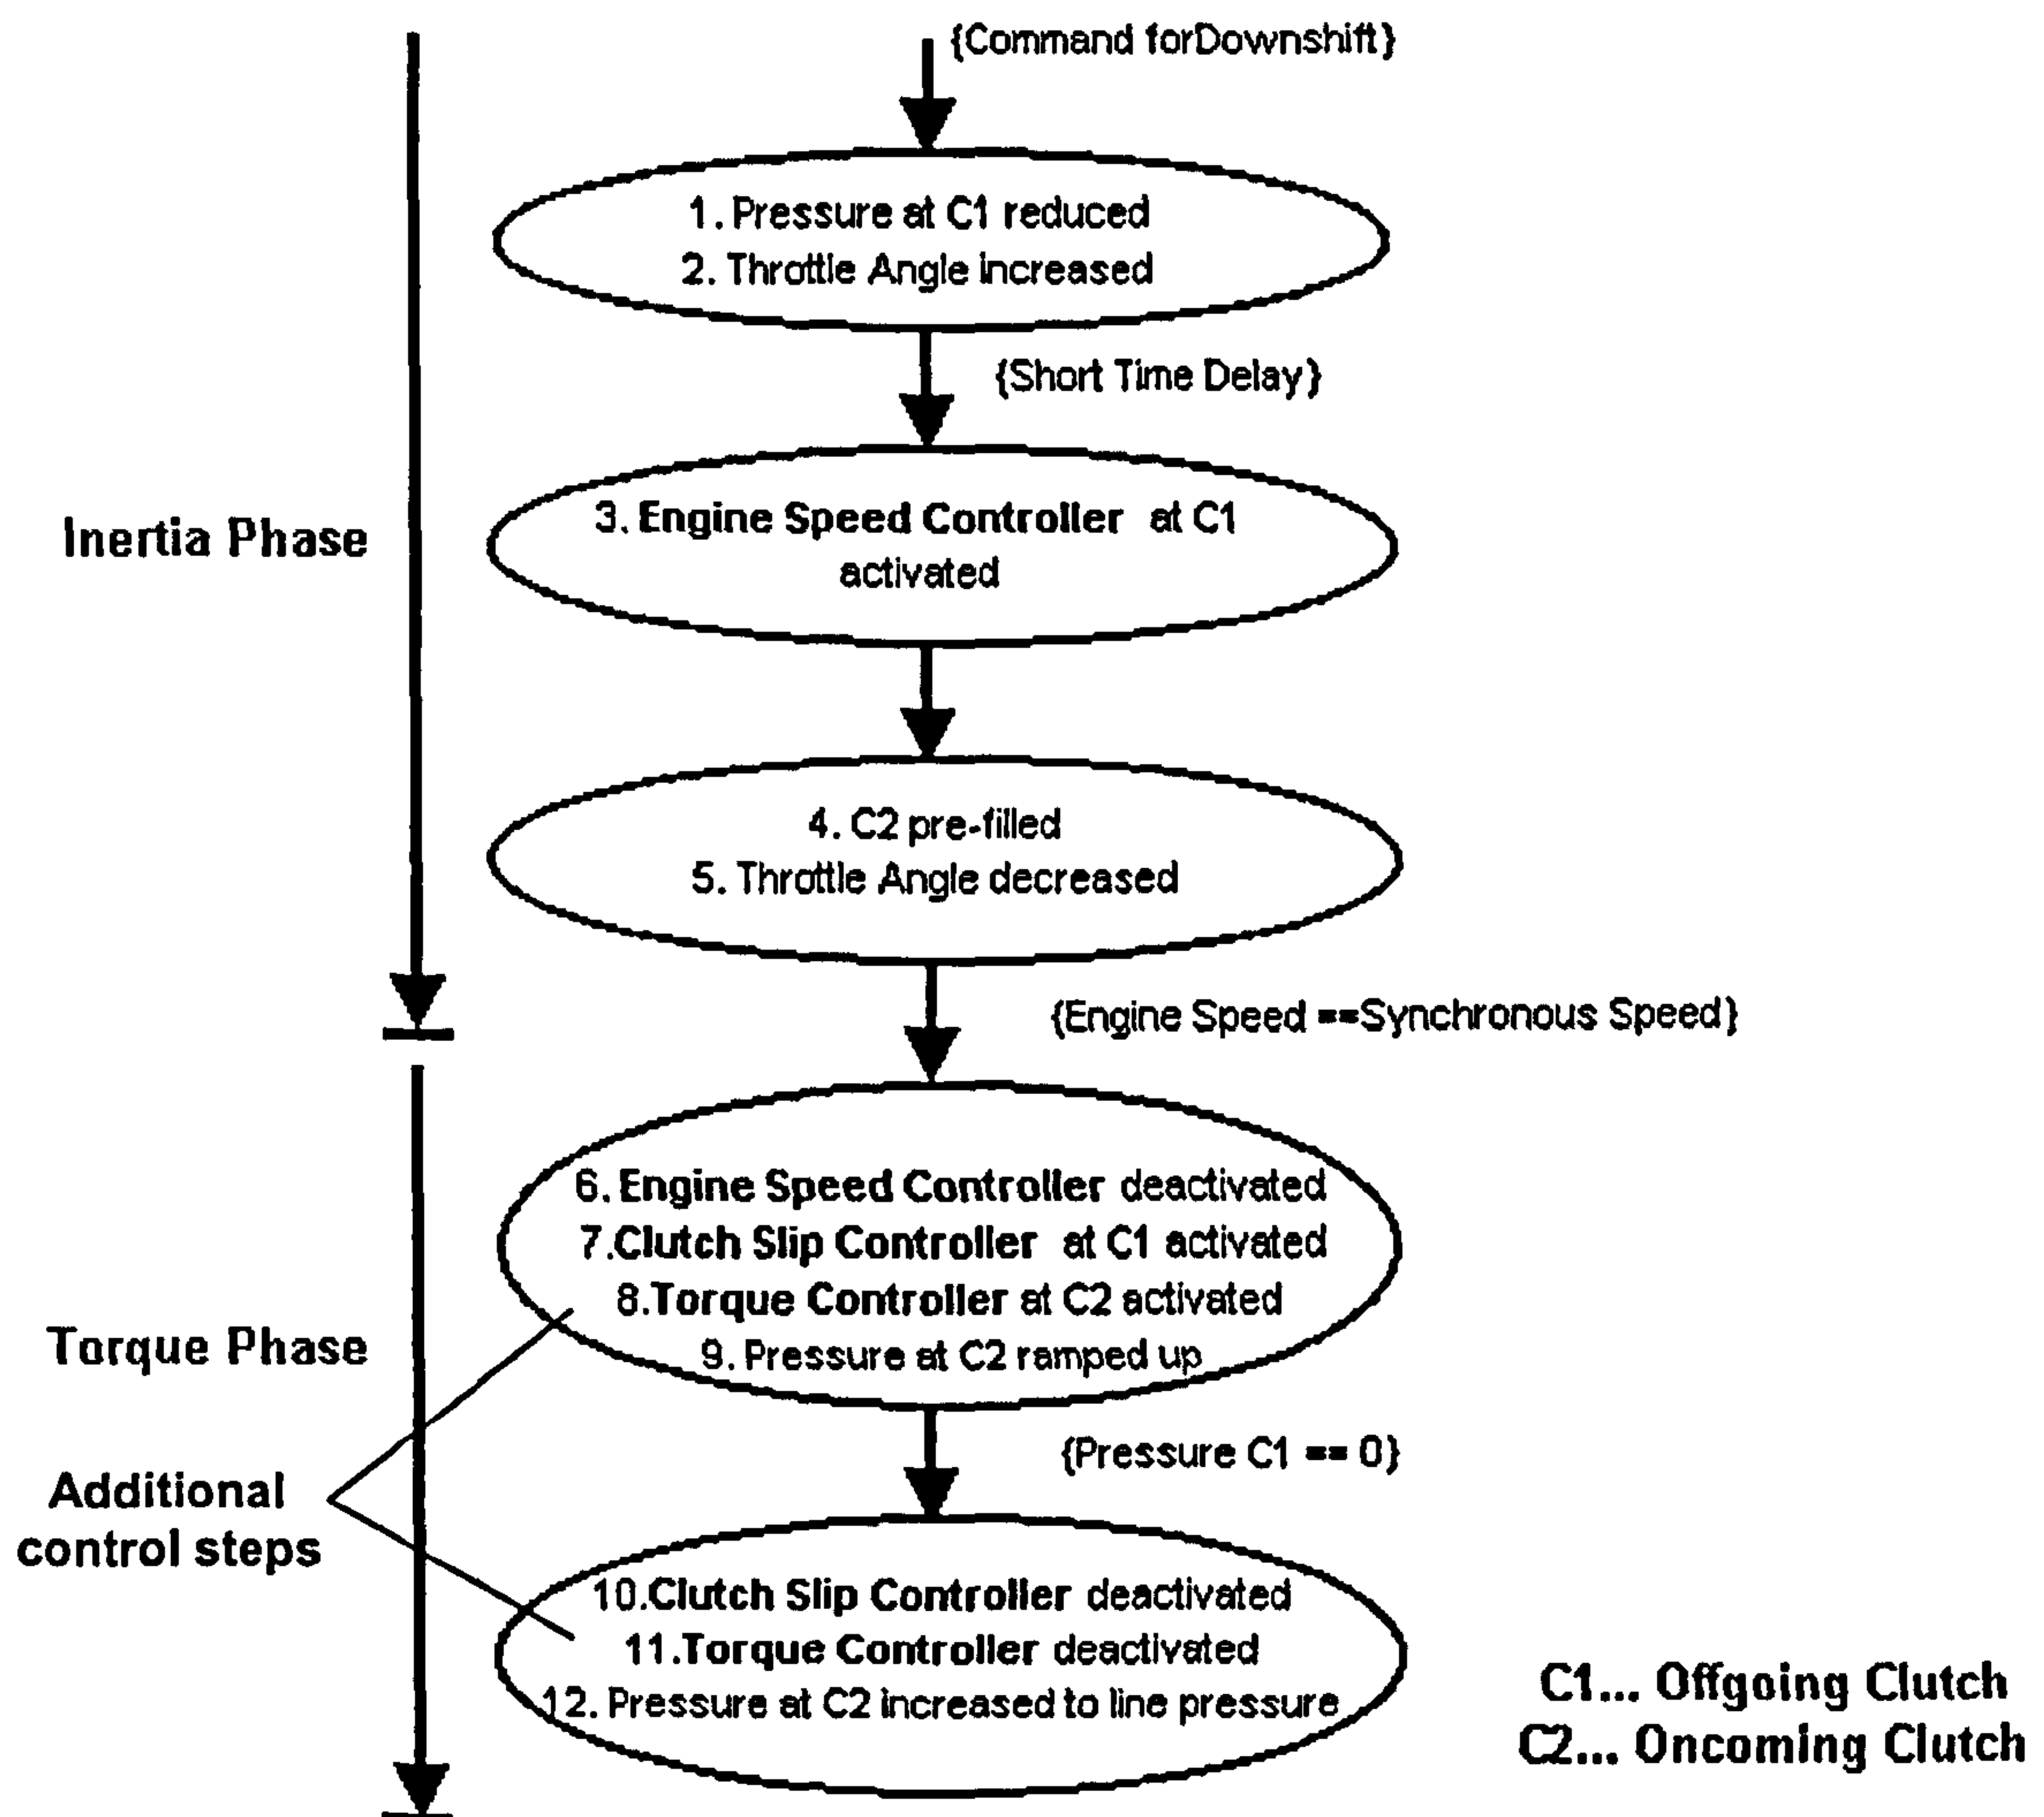 {Command forDownshift}
1. Pressure at C1 reduced
2. Throttle Angle increased
{Short Time Delay}
Inertia Phase
3. Engine Speed Controller at C1
activated
4. C2 pre-filled
5. Throttle Angle decreased
{Engine Speed ==Synchronous Speed}
6. Engine Speed Controller deactivated
7.Clutch Slip Controller at C1 activated
8.Torque Controller at C2 activated
9. Pressure at C2 ramped up
Torque Phase
{Pressure C1 == 0}
Additional
control steps
10.Clutch Slip Controller deactivated
11.Torque Controller deactivated
12. Pressure at C2 increased to line pressure
C1... Offgoing Clutch
C2... Oncoming Clutch